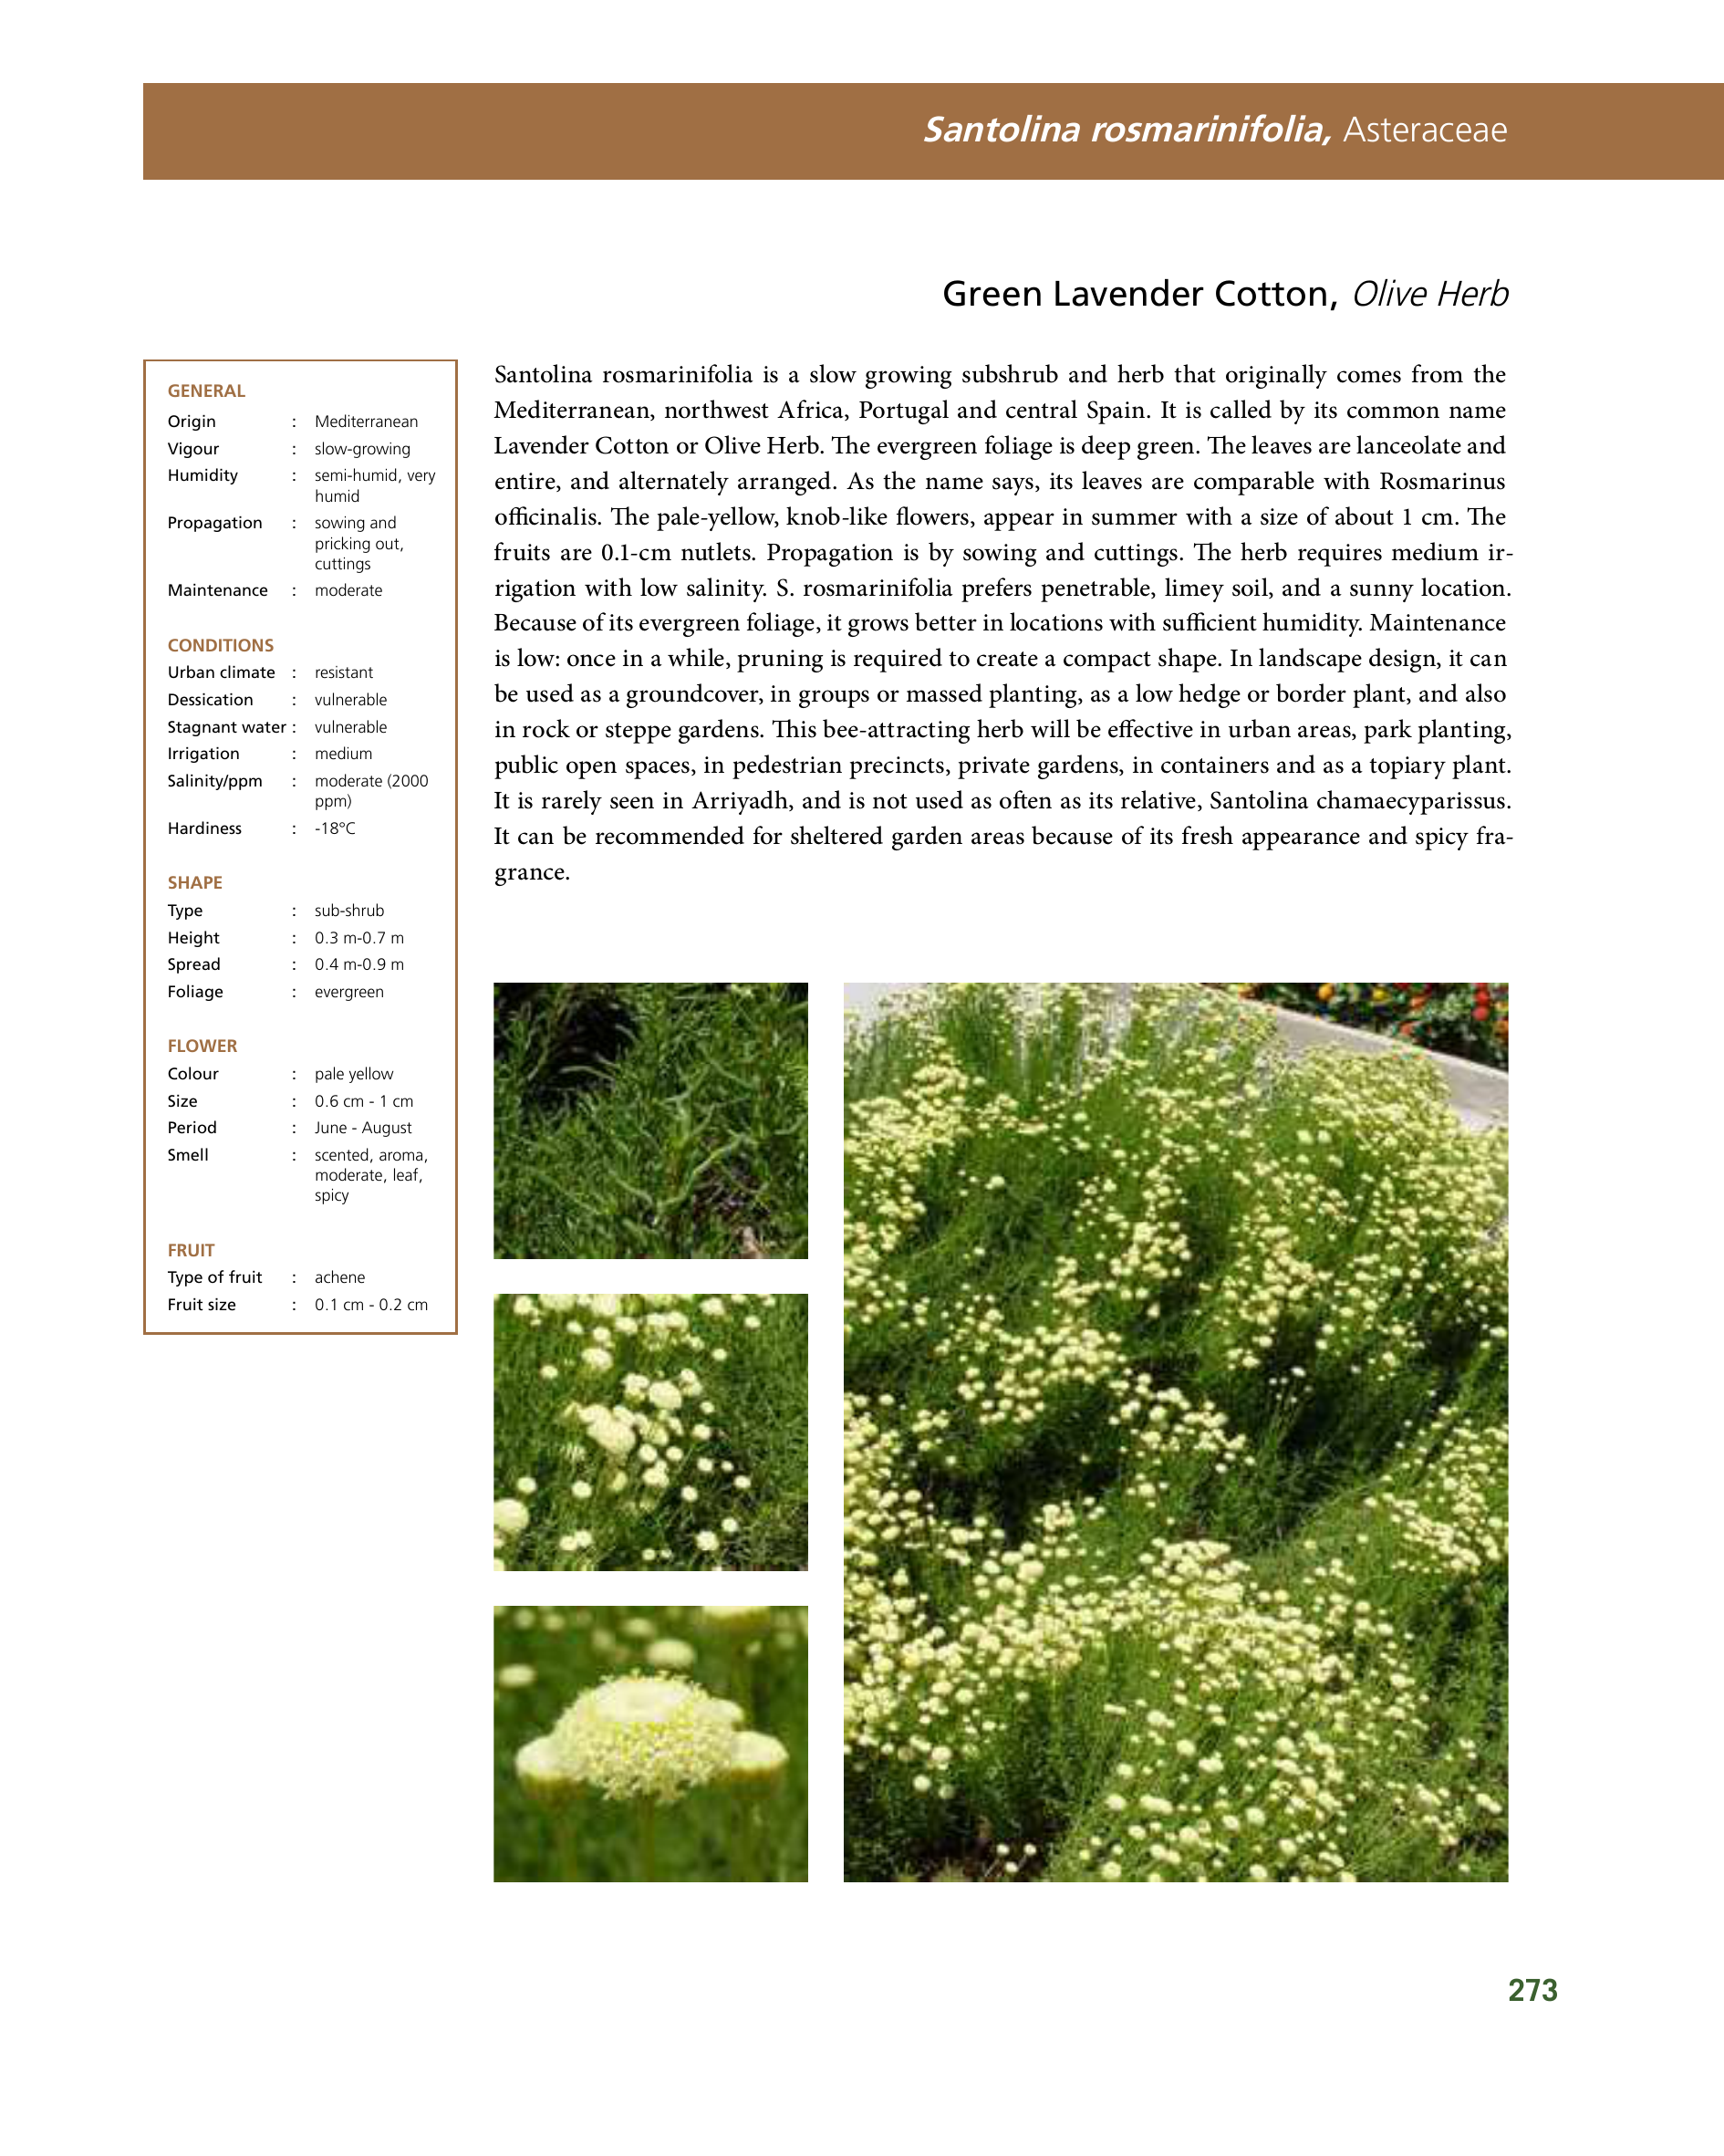 Santolina rosmarinifolia, Asteraceae
Green Lavender Cotton, Olive Herb
GENERAL
Origin : Mediterranean
Vigour : slow-growing
Humidity : semi-humid, very
humid
Propagation : sowing and
pricking out,
cuttings
Maintenance : moderate
CONDITIONS
Urban climate : resistant
Dessication : vulnerable
Stagnant water : vulnerable
Irrigation : medium
Salinity/ppm : moderate (2000
ppm)
Hardiness : -18°C
SHAPE
Type : sub-shrub
Height : 0.3 m-0.7 m
Spread : 0.4 m-0.9 m
Foliage : evergreen
FLOWER
Colour : pale yellow
Size : 0.6 cm - 1 cm
Period : June - August
Smell : scented, aroma,
moderate, leaf,
spicy
FRUIT
Type of fruit : achene
Fruit size : 0.1 cm - 0.2 cm
Santolina rosmarinifolia is a slow growing subshrub and herb that originally comes from the
Mediterranean, northwest Africa, Portugal and central Spain. It is called by its common name
Lavender Cotton or Olive Herb. The evergreen foliage is deep green. The leaves are lanceolate and
entire, and alternately arranged. As the name says, its leaves are comparable with Rosmarinus
officinalis. The pale-yellow, knob-like flowers, appear in summer with a size of about 1 cm. The
fruits are 0.1-cm nutlets. Propagation is by sowing and cuttings. The herb requires medium ir-
rigation with low salinity. S. rosmarinifolia prefers penetrable, limey soil, and a sunny location.
Because of its evergreen foliage, it grows better in locations with sufficient humidity. Maintenance
is low: once in a while, pruning is required to create a compact shape. In landscape design, it can
be used as a groundcover, in groups or massed planting, as a low hedge or border plant, and also
in rock or steppe gardens. This bee-attracting herb will be effective in urban areas, park planting,
public open spaces, in pedestrian precincts, private gardens, in containers and as a topiary plant.
It is rarely seen in Arriyadh, and is not used as often as its relative, Santolina chamaecyparissus.
It can be recommended for sheltered garden areas because of its fresh appearance and spicy fra-
grance.
273